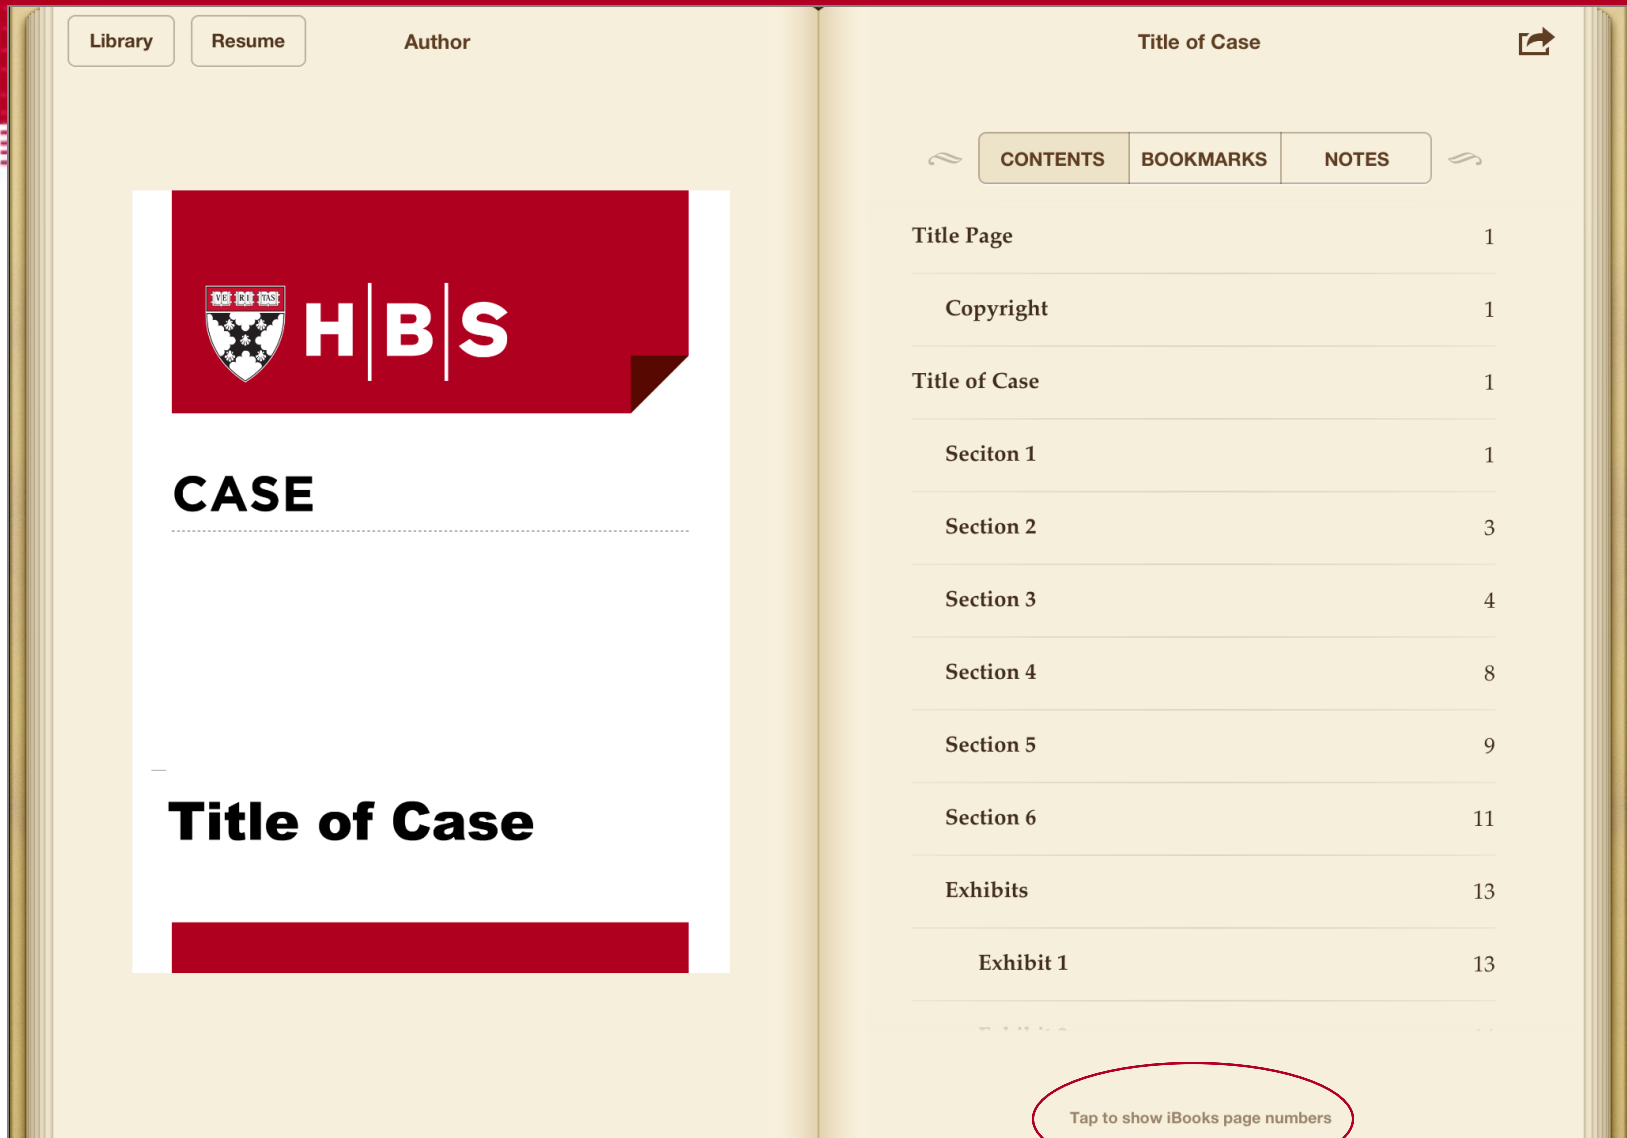 Library Resume Author
VE RI TAS
H B S
CASE
Title of Case
Title of Case
CONTENTS BOOKMARKS NOTES
Title Page 1
Copyright 1
Title of Case 1
Seciton 1 1
Section 2 3
Section 3 4
Section 4 8
Section 5 9
Section 6 11
Exhibits 13
Exhibit 1 13
Tap to show iBooks page numbers